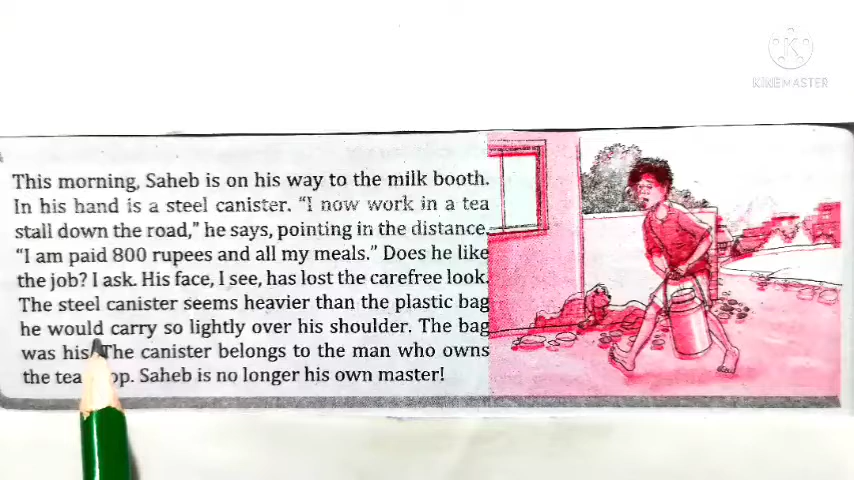 KINEMASTER
This morning, Saheb is on his way to the milk booth.
In his hand is a steel canister. “I now work in a tea
stall down the road,” he says, pointing in the distance.
“I am paid 800 rupees and all my meals.” Does he like
the job? I ask. His face, I see, has lost the carefree look.
The steel canister seems heavier than the plastic bag
he would carry so lightly over his shoulder. The bag
was his. The canister belongs to the man who owns
the tea op. Saheb is no longer his own master!